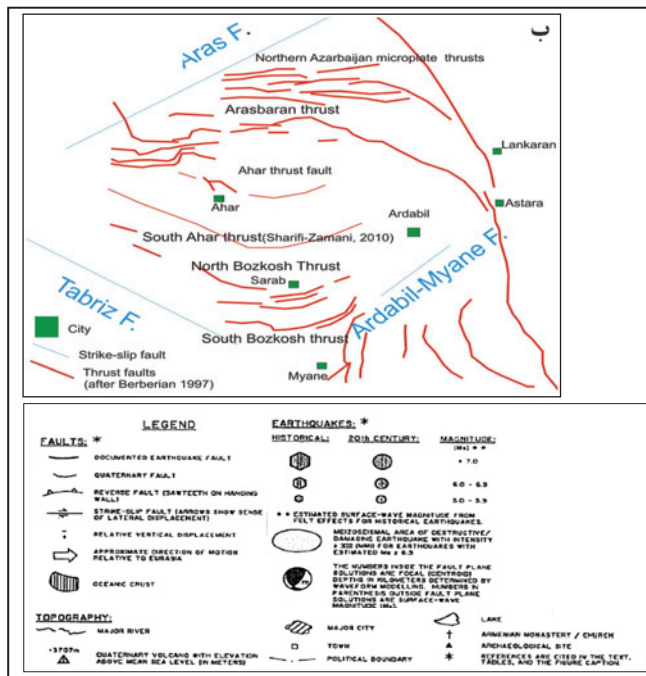 ب
Aras F.
Northern Azarbaijan microplate thrusts
Arasbaran thrust
Lankaran
Ahar thrust fault
Ahar
Astara
Ardabil
South Ahar thrust(Sharifi-Zamani, 2010)
North Bozkosh Thrust
Sarab
Ardabil-Myane F.
Tabriz F.
South Bozkosh thrust
City
Strike-slip fault
Thrust faults
(after Berberian 1997)
Myane
LEGEND
FAULTS: *
DOCUMENTED EARTHQUAKE FAULT
QUATERNARY FAULT
REVERSE FAULT (SAWTEETH ON HANGING
WALL)
STRIKE-SLIP FAULT (ARROWS SHOW SENSE
OF LATERAL DISPLACEMENT)
RELATIVE VERTICAL DISPLACEMENT
APPROXIMATE DIRECTION OF MOTION
RELATIVE TO EURASIA
OCEANIC CRUST
TOPOGRAPHY:
MAJOR RIVER
QUATERNARY VOLCANO WITH ELEVATION
ABOVE MEAN SEA LEVEL (IN METERS)
EARTHQUAKES: *
HISTORICAL:
20th CENTURY:
MAGNITUDE:
(Ms) * *
+ 7.0
6.0 - 6.9
5.0 - 5.9
* * ESTIMATED SURFACE-WAVE MAGNITUDE FROM
FELT EFFECTS FOR HISTORICAL EARTHQUAKES.
MEIZOSEISMAL AREA OF DESTRUCTIVE/
DAMAGING EARTHQUAKE WITH INTENSITY
(MMI) FOR EARTHQUAKES WITH
ESTIMATED Ms
THE NUMBERS INSIDE THE FAULT PLANE
SOLUTIONS ARE FOCAL (CENTROID)
DEPTHS IN KILOMETERS DETERMINED BY
WAVEFORM MODELLING. NUMBERS IN
PARENTHESIS OUTSIDE FAULT PLANE
SOLUTIONS ARE SURFACE-WAVE
MAGNITUDE (Ms).
MAJOR CITY
TOWN
POLITICAL BOUNDARY
LAKE
ARMENIAN MONASTERY / CHURCH
ARCHAEOLOGICAL SITE
REFERENCES ARE CITED IN THE TEXT,
TABLES, AND THE FIGURE CAPTION.